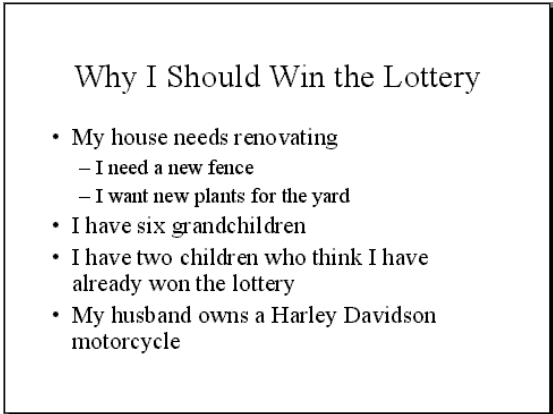 Why I Should Win the Lottery
• My house needs renovating
– I need a new fence
– I want new plants for the yard
• I have six grandchildren
• I have two children who think I have
already won the lottery
• My husband owns a Harley Davidson
motorcycle